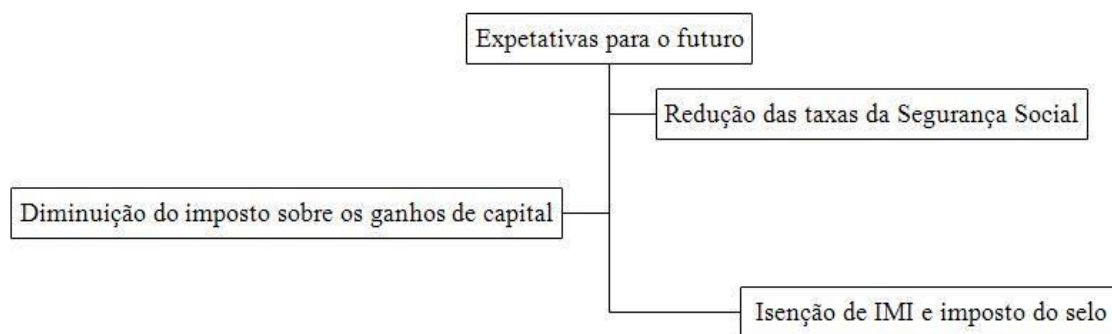 Expetativas para o futuro
Redução das taxas da Segurança Social
Diminuição do imposto sobre os ganhos de capital
Isenção de IMI e imposto do selo